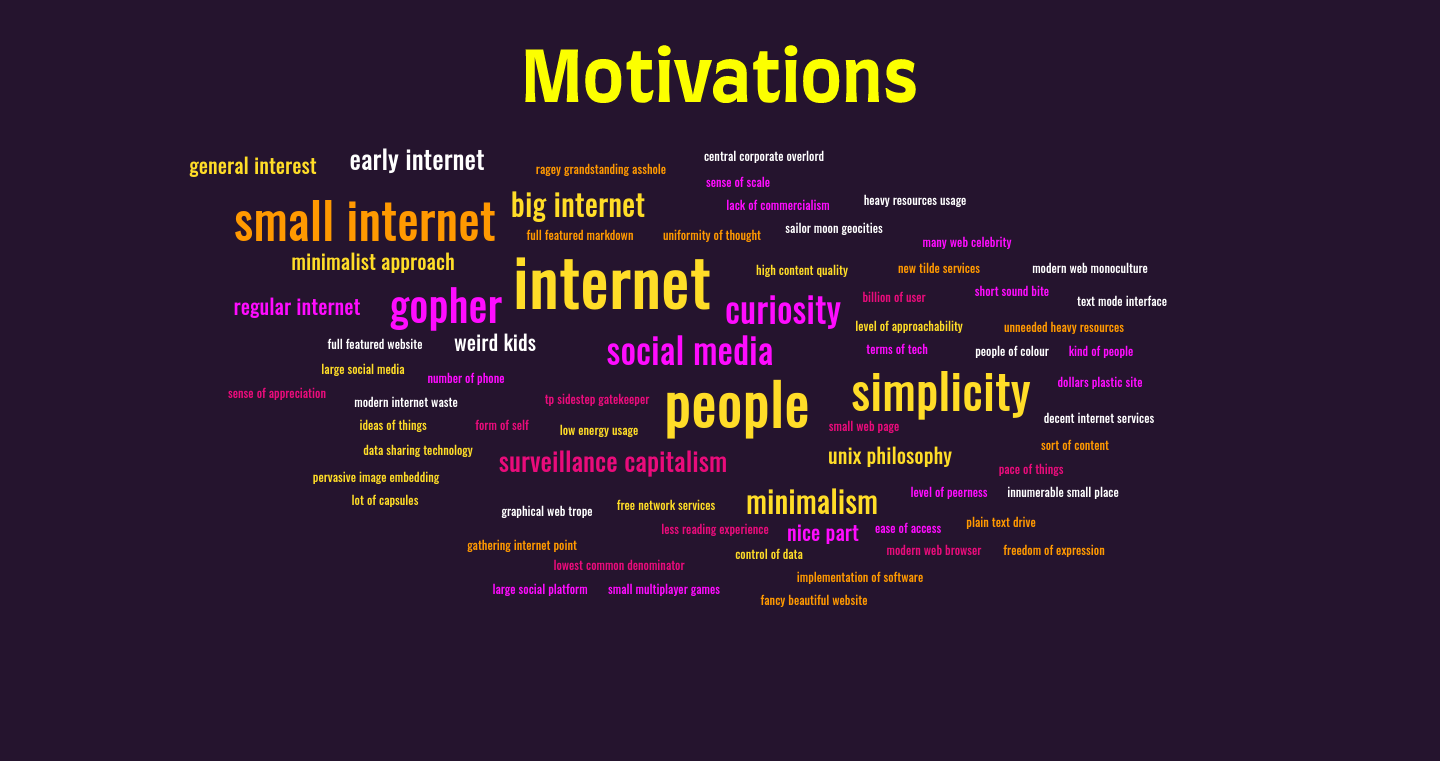 Motivations
general interest
early internet
ragey grandstanding asshole
central corporate overlord
sense of scale
small internet
big internet
lack of commercialism
heavy resources usage
full featured markdown
uniformity of thought
sailor moon geocities
many web celebrity
minimalist approach
internet
high content quality
new tilde services
modern web monoculture
regular internet
gopher
curiosity
billion of user
short sound bite
text mode interface
level of approachability
unneeded heavy resources
full featured website
weird kids
social media
terms of tech
people of colour
kind of people
large social media
number of phone
simplicity
dollars plastic site
sense of appreciation
modern internet waste
tp sidestep gatekeeper
people
decent internet services
ideas of things
form of self
low energy usage
small web page
data sharing technology
surveillance capitalism
unix philosophy
sort of content
pace of things
pervasive image embedding
lot of capsules
graphical web trope
free network services
minimalism
level of peerness
innumerable small place
less reading experience
nice part
ease of access
plain text drive
gathering internet point
control of data
modern web browser
freedom of expression
lowest common denominator
implementation of software
large social platform
small multiplayer games
fancy beautiful website